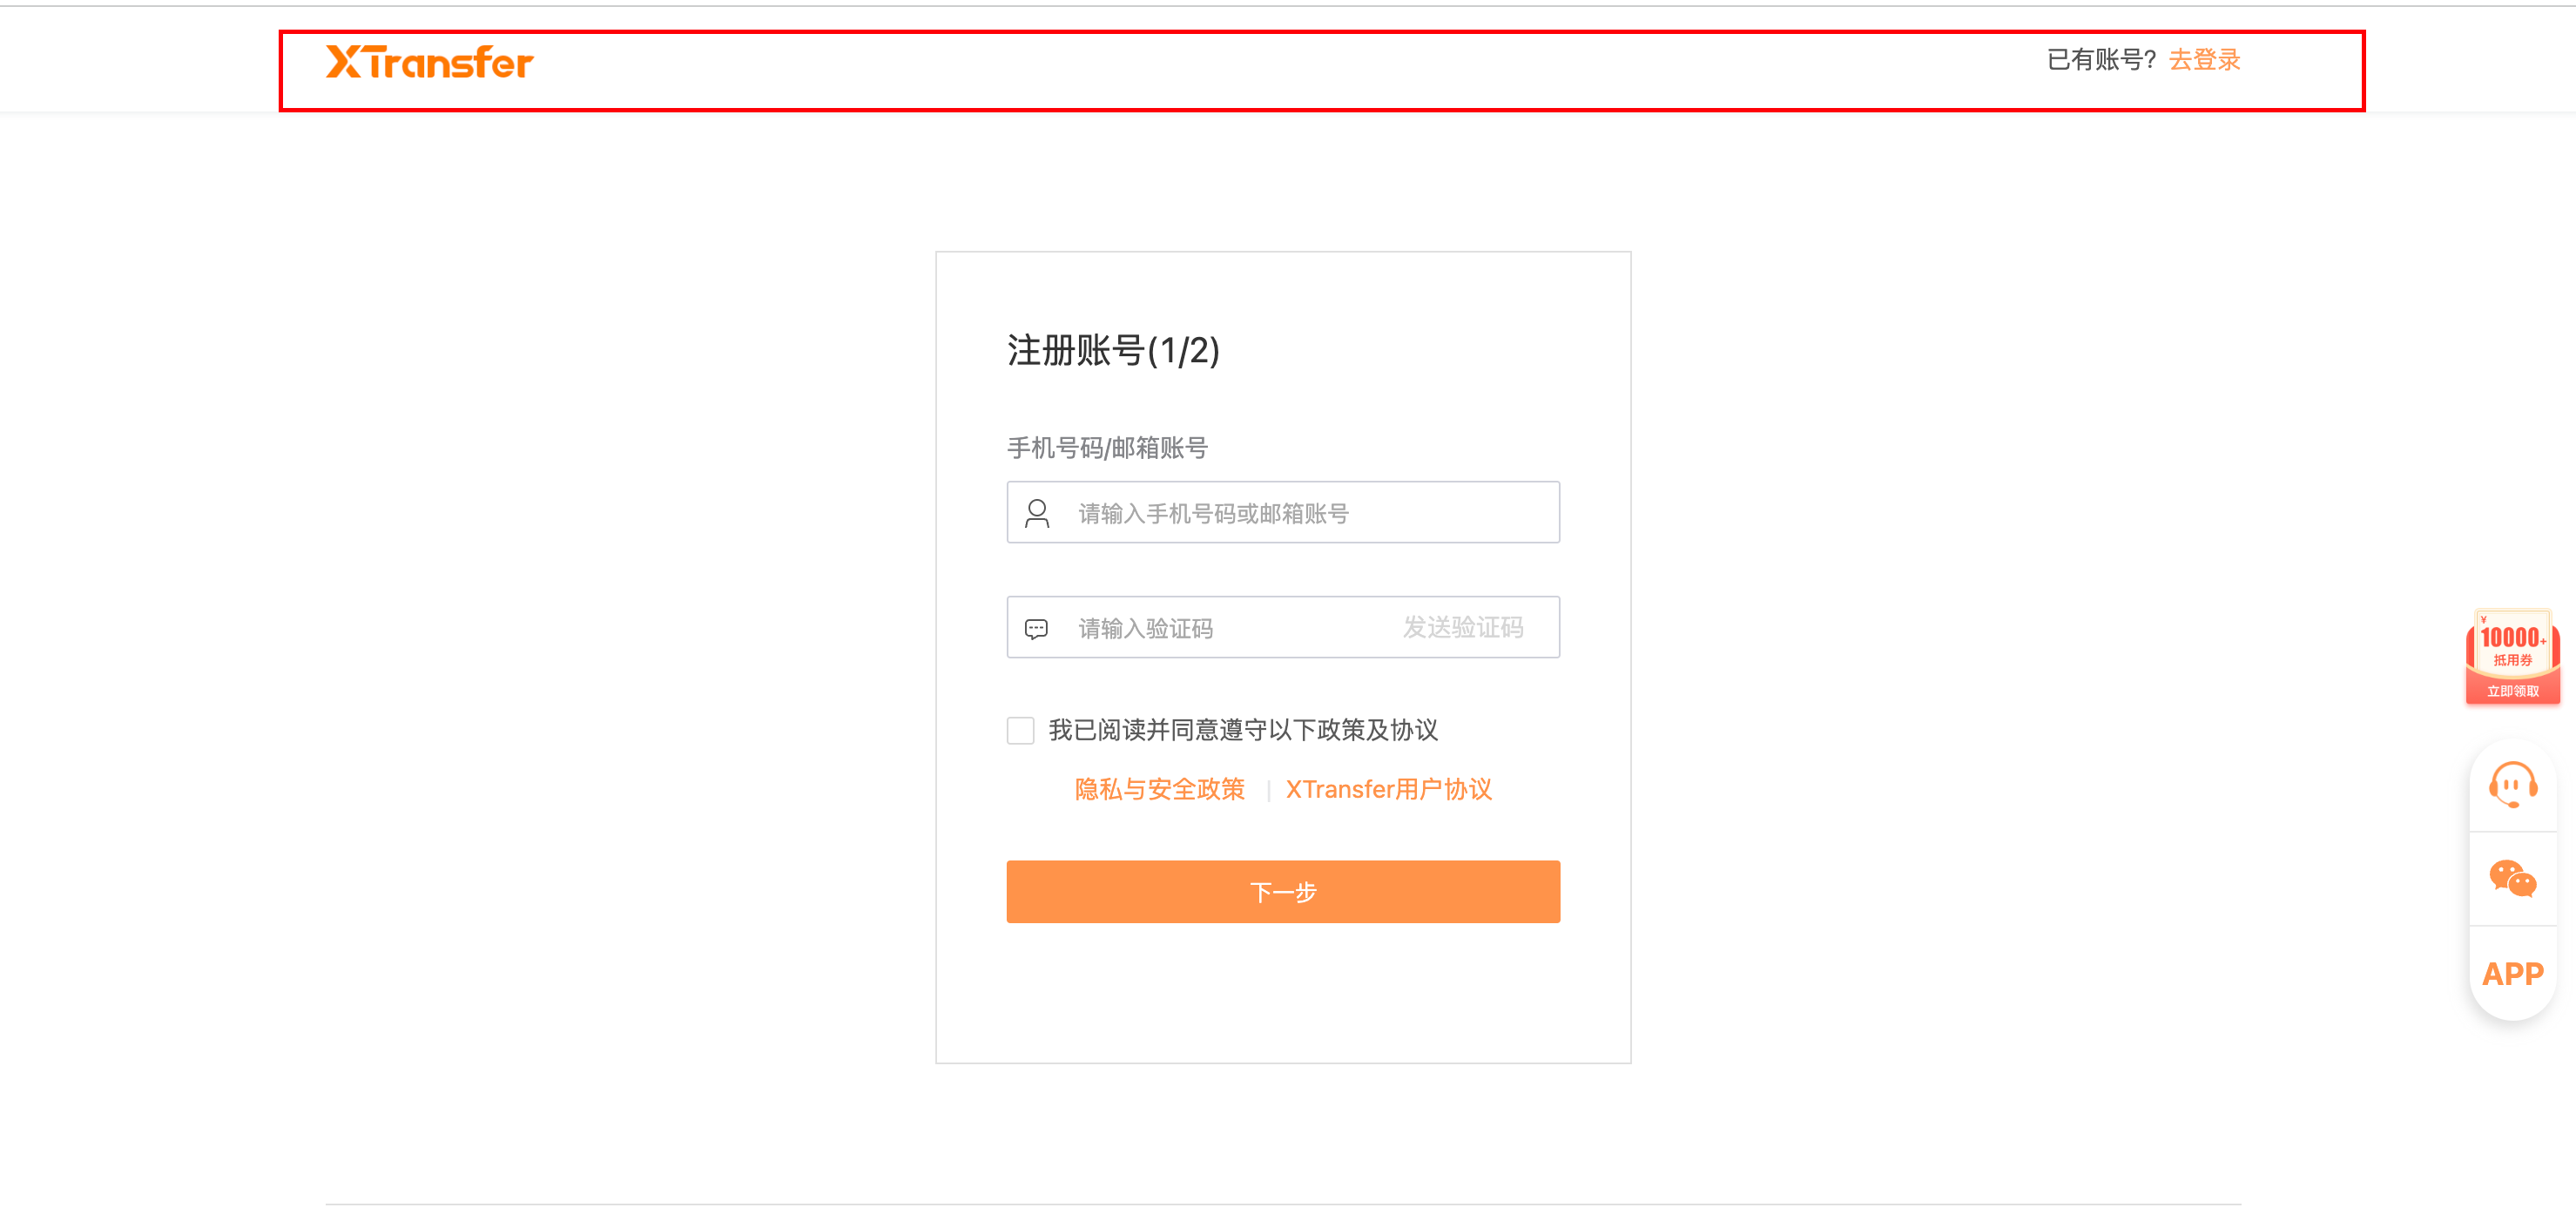 XTransfer
已有账号? 去登录
注册账号(1/2)
手机号码/邮箱账号
请输入手机号码或邮箱账号
请输入验证码 发送验证码
我已阅读并同意遵守以下政策及协议
隐私与安全政策 | XTransfer用户协议
下一步
¥
10000+
抵用券
立即领取
APP